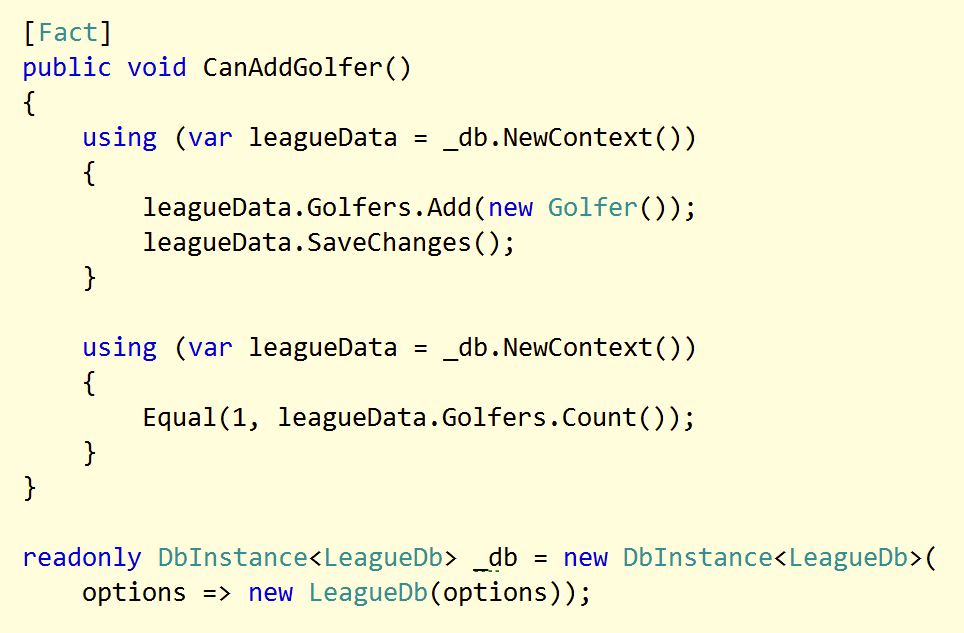 [Fact]
public void CanAddGolfer()
{
    using (var leagueData = _db.NewContext())
    {
        leagueData.Golfers.Add(new Golfer());
        leagueData.SaveChanges();
    }

    using (var leagueData = _db.NewContext())
    {
        Equal(1, leagueData.Golfers.Count());
    }
}

readonly DbInstance<LeagueDb> _db = new DbInstance<LeagueDb>(
    options => new LeagueDb(options));